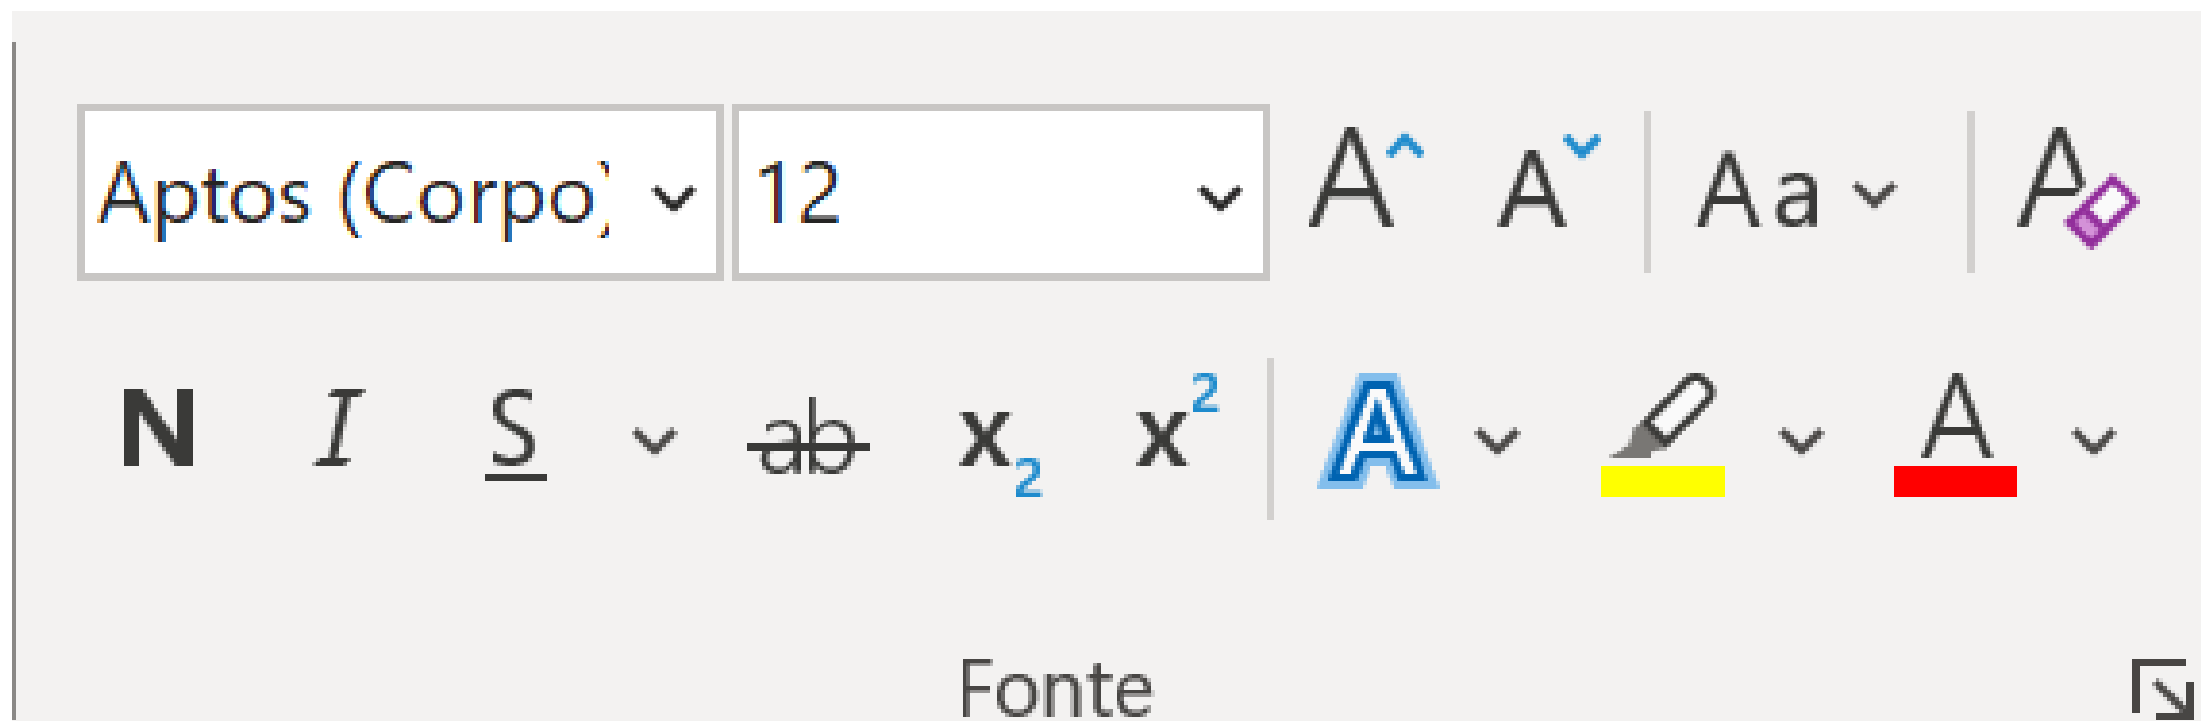 Aptos (Corpo) 12 A A Aa A
N I S ab x2 x2 A A
Fonte